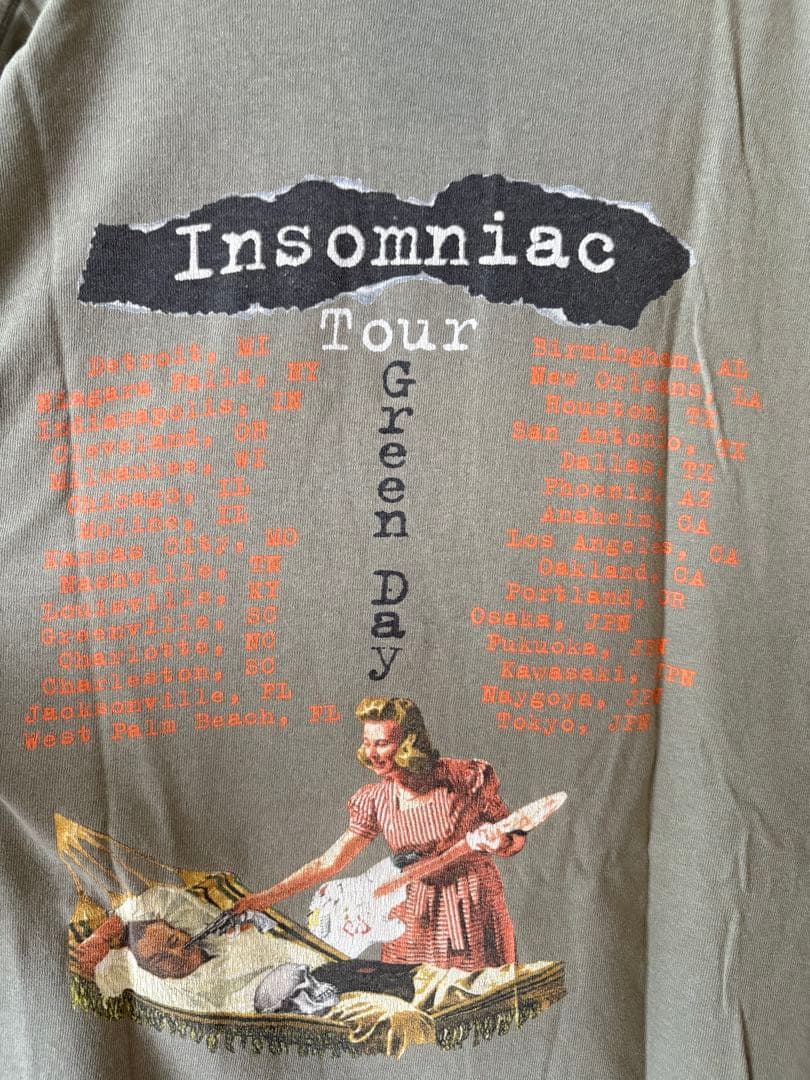 Insomniac
Tour
Green Day
Detroit, MI
Niagara Falls, NY
Indianapolis, IN
Cleveland, OH
Milwaukee, WI
Chicago, IL
Moline, IL
Kansas City, MO
Nashville, TN
Louisville, KY
Greenville, SC
Charlotte, NC
Charleston, SC
Jacksonville, FL
West Palm Beach, FL
Birmingham, AL
New Orleans, LA
Houston, TX
San Antonio, TX
Dallas, TX
Phoenix, AZ
Anaheim, CA
Los Angeles, CA
Oakland, CA
Portland, OR
Osaka, JPN
Fukuoka, JPN
Kawasaki, JPN
Naygoya, JPN
Tokyo, JPN